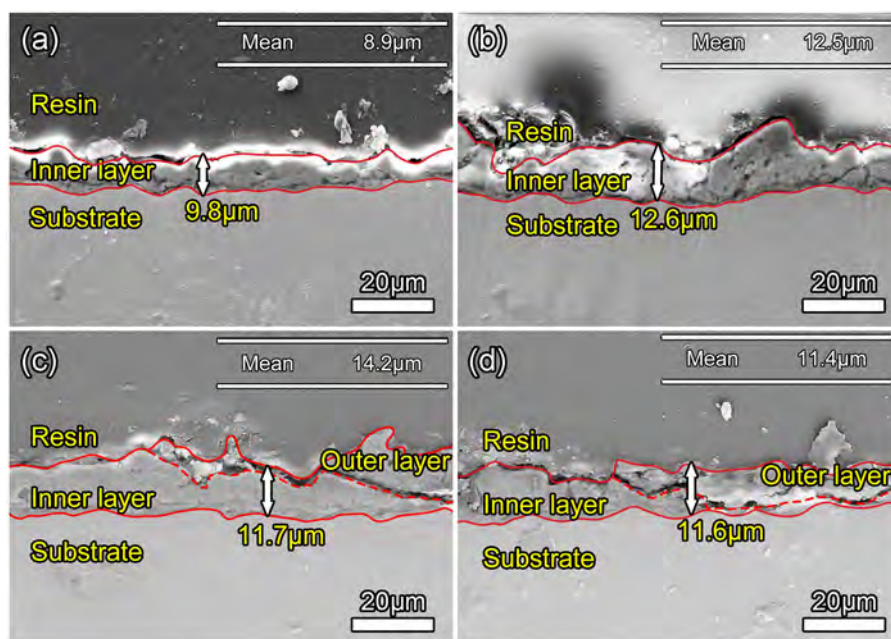 (a)
Mean 8.9μm
Resin
Inner layer
9.8μm
Substrate
20μm
(b)
Mean 12.5μm
Resin
Inner layer
12.6μm
Substrate
20μm
(c)
Mean 14.2μm
Resin
Outer layer
Inner layer
11.7μm
Substrate
20μm
(d)
Mean 11.4μm
Resin
Outer layer
Inner layer
11.6μm
Substrate
20μm